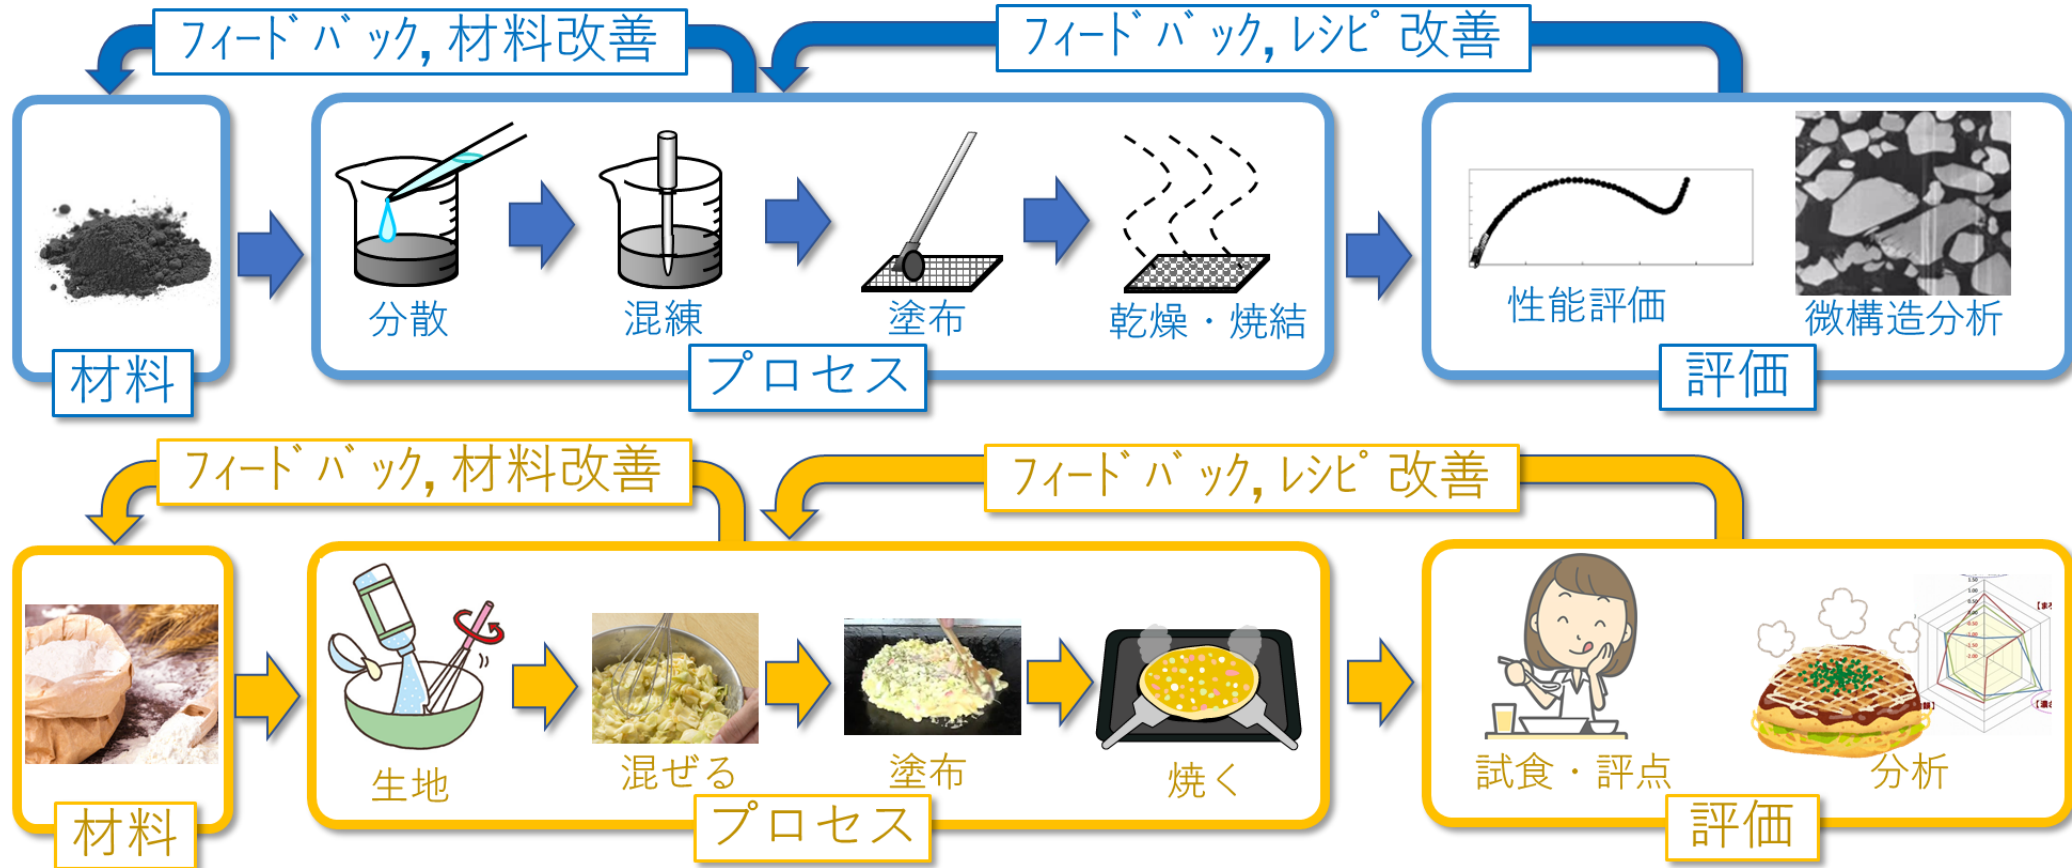 フィードバック, 材料改善
フィードバック, レシピ改善
分散
混練
塗布
乾燥・焼結
性能評価
微構造分析
材料
プロセス
評価
フィードバック, 材料改善
フィードバック, レシピ改善
生地
混ぜる
塗布
焼く
試食・評点
分析
材料
プロセス
評価